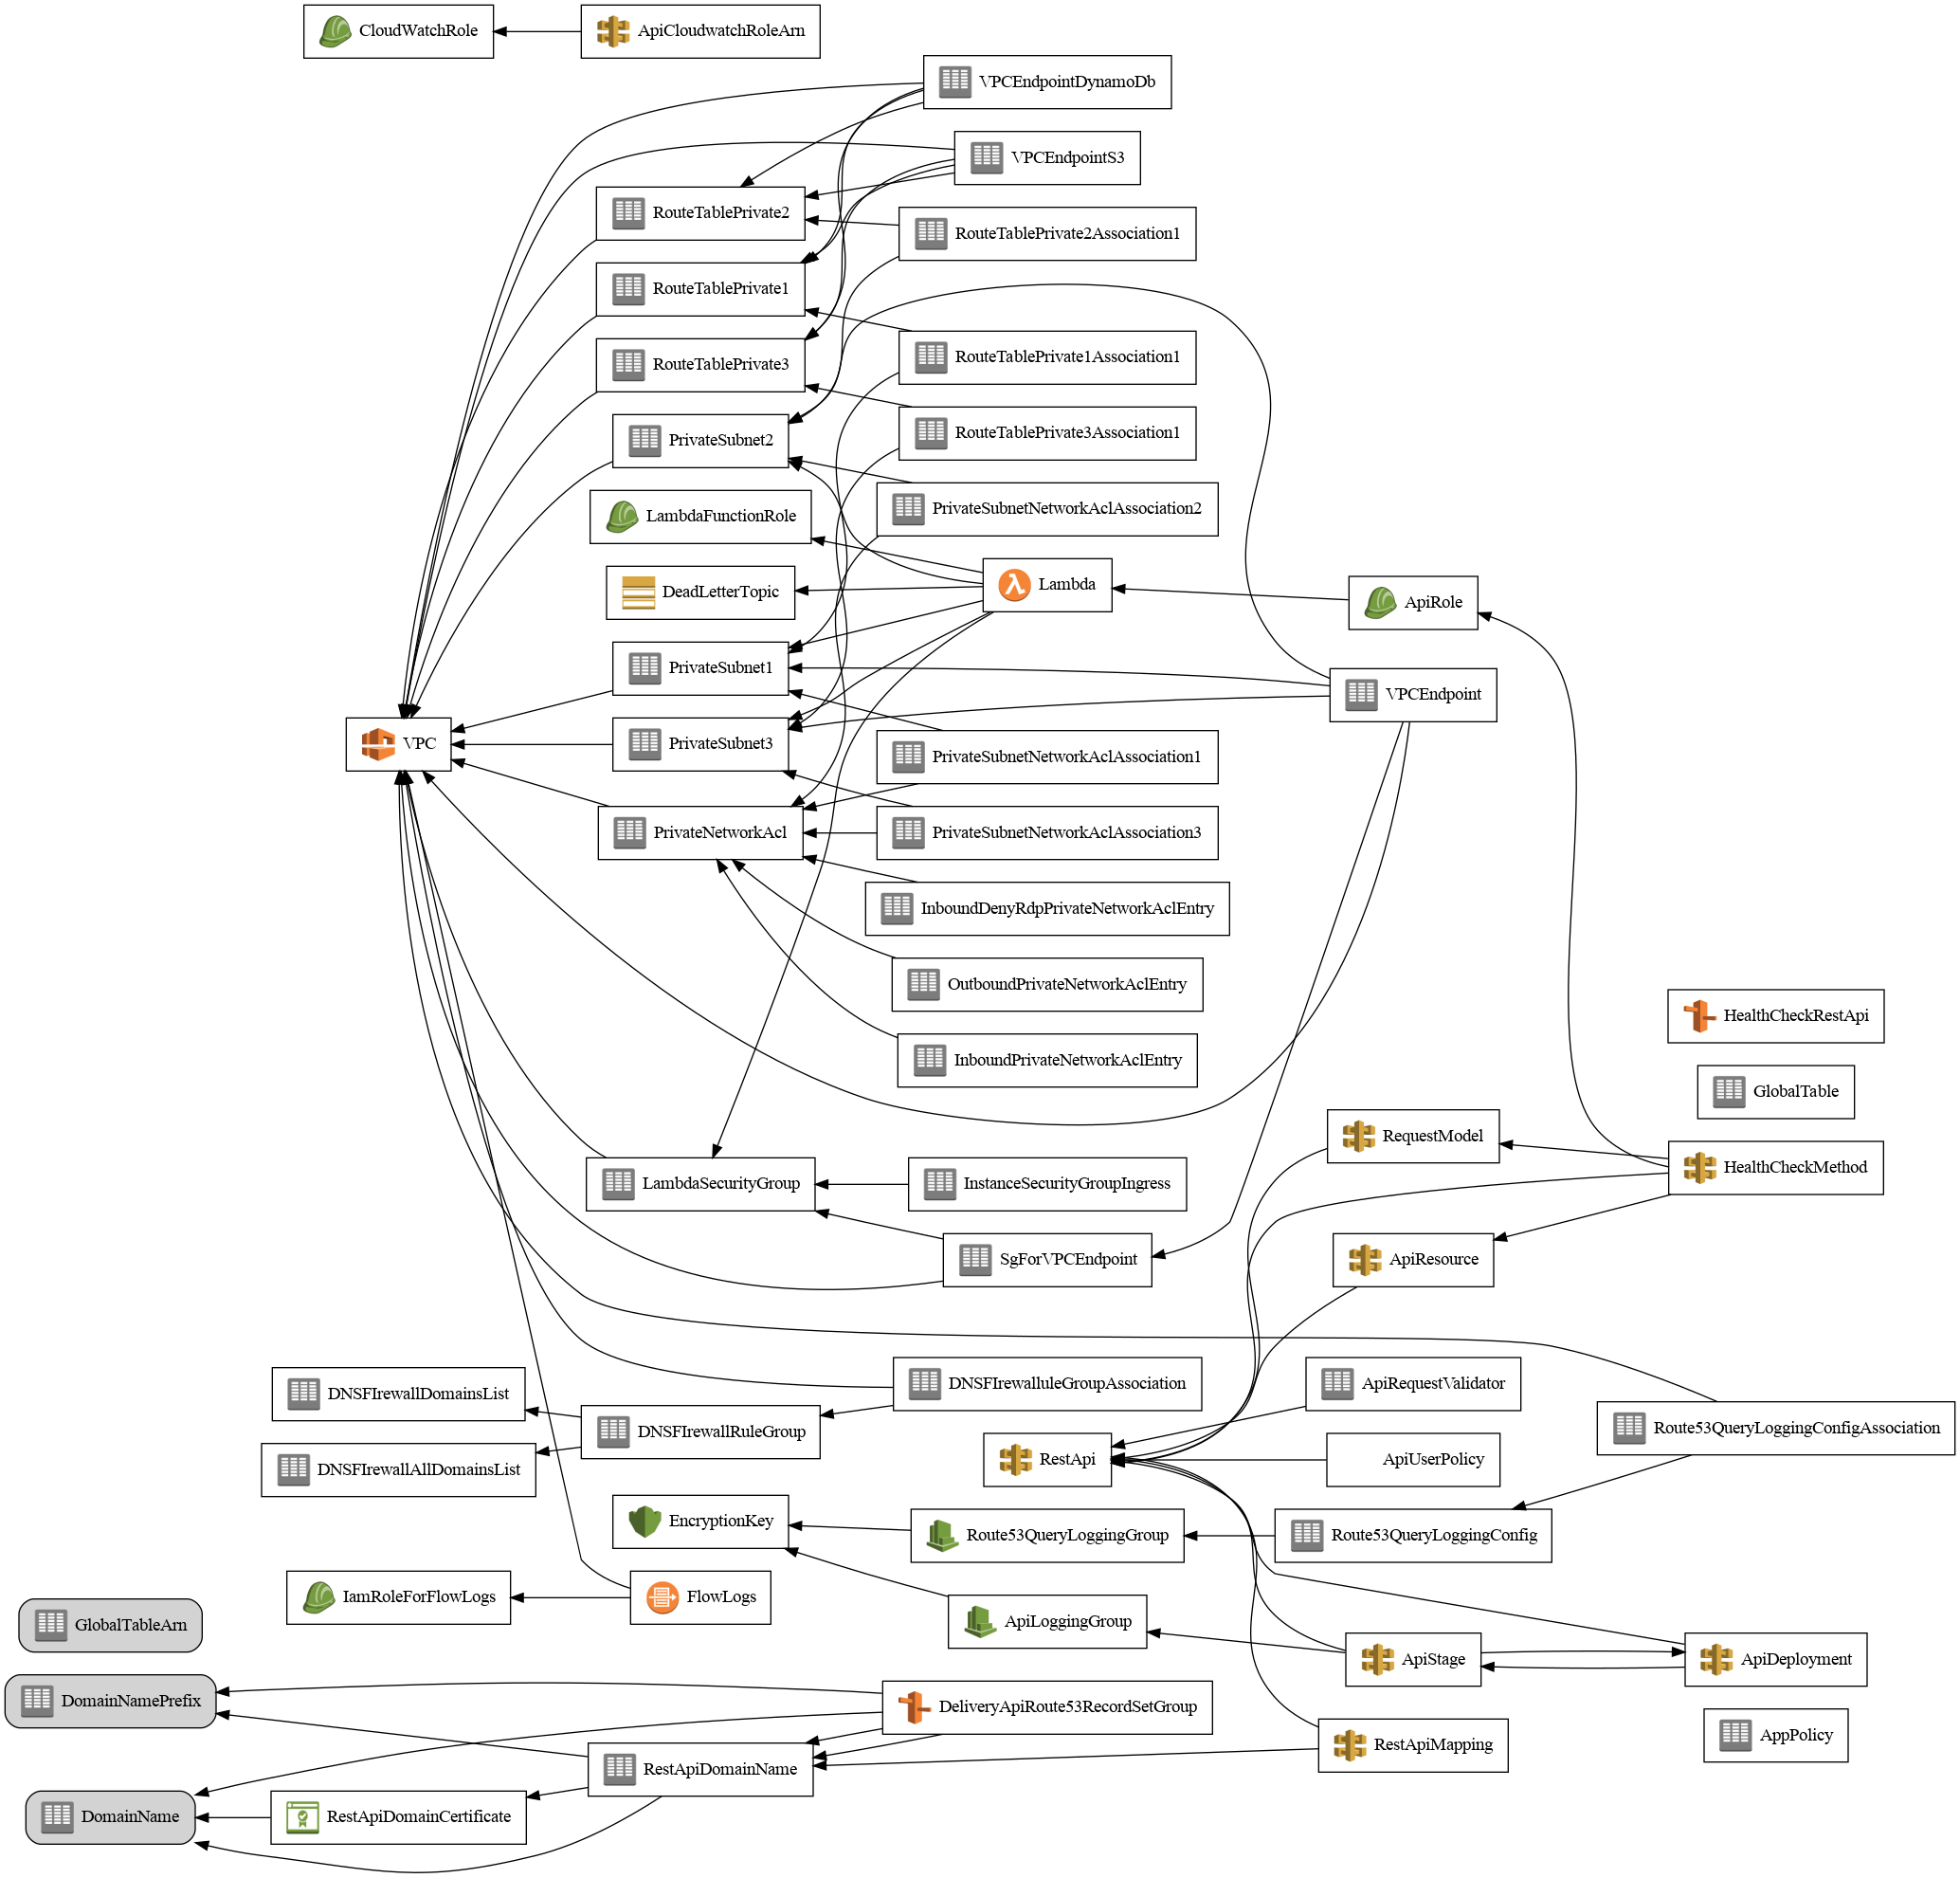 CloudWatchRole
ApiCloudwatchRoleArn
VPCEndpointDynamoDb
VPCEndpointS3
RouteTablePrivate2
RouteTablePrivate2Association1
RouteTablePrivate1
RouteTablePrivate1Association1
RouteTablePrivate3
RouteTablePrivate3Association1
PrivateSubnet2
PrivateSubnetNetworkAclAssociation2
LambdaFunctionRole
DeadLetterTopic
Lambda
ApiRole
PrivateSubnet1
VPCEndpoint
VPC
PrivateSubnet3
PrivateSubnetNetworkAclAssociation1
PrivateNetworkAcl
PrivateSubnetNetworkAclAssociation3
InboundDenyRdpPrivateNetworkAclEntry
OutboundPrivateNetworkAclEntry
HealthCheckRestApi
InboundPrivateNetworkAclEntry
GlobalTable
RequestModel
HealthCheckMethod
LambdaSecurityGroup
InstanceSecurityGroupIngress
SgForVPCEndpoint
ApiResource
DNSFIrewallDomainsList
DNSFIrewalluleGroupAssociation
ApiRequestValidator
DNSFIrewallRuleGroup
Route53QueryLoggingConfigAssociation
DNSFIrewallAllDomainsList
RestApi
ApiUserPolicy
EncryptionKey
Route53QueryLoggingGroup
Route53QueryLoggingConfig
IamRoleForFlowLogs
FlowLogs
GlobalTableArn
ApiLoggingGroup
ApiStage
ApiDeployment
DomainNamePrefix
DeliveryApiRoute53RecordSetGroup
RestApiDomainName
RestApiMapping
AppPolicy
DomainName
RestApiDomainCertificate